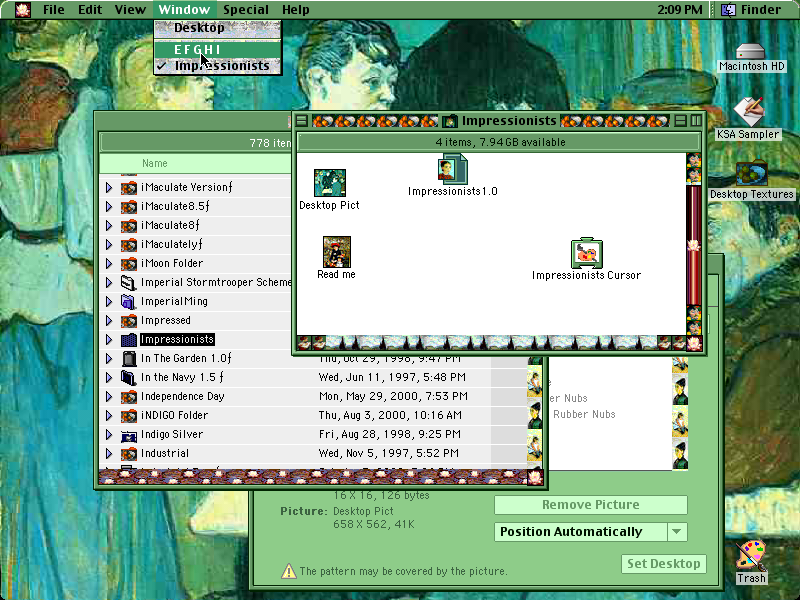 File Edit View Window Special Help 2:09 PM Finder
Desktop
E F G H I
✓ Impressionists
Macintosh HD
KSA Sampler
Desktop Textures
Trash
Impressionists
4 items, 7.94 GB available
Desktop Pict
Impressionists1.0
Read me
Impressionists Cursor
778 item
Name
iMaculate Versionƒ
iMaculate8.5ƒ
iMaculate8ƒ
iMaculatelyƒ
iMoon Folder
Imperial Stormtrooper Scheme
ImperialMing
Impressed
Impressionists
In The Garden 1.0ƒ Thu, Oct 29, 1998, 9:47 PM
In the Navy 1.5 ƒ Wed, Jun 11, 1997, 5:48 PM
Independence Day Mon, May 29, 2000, 7:53 PM
iNDIGO Folder Thu, Aug 3, 2000, 10:16 AM
Indigo Silver Fri, Aug 28, 1998, 9:25 PM
Industrial Wed, Nov 5, 1997, 5:52 PM
er Nubs
Rubber Nubs
16 X 16, 126 bytes
Picture: Desktop Pict
658 X 562, 41K
Remove Picture
Position Automatically
Set Desktop
The pattern may be covered by the picture.